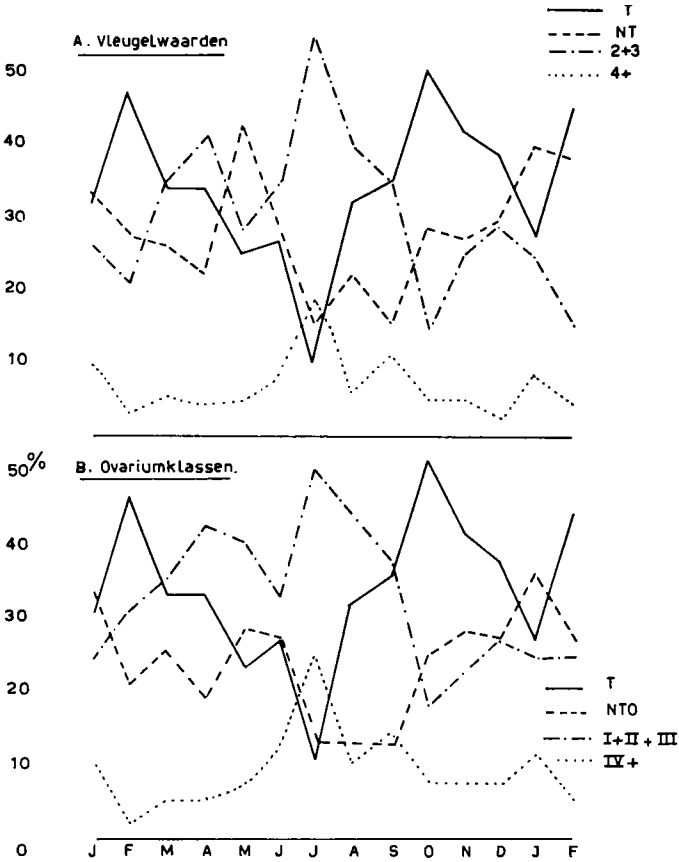 T
NT
2+3
4+
A. Vleugelwaarden
50
40
30
20
10
50%
B. Ovariumklassen.
40
30
20
10
0
T
NTO
I+II+III
IV+
J F M A M J J A S O N D J F